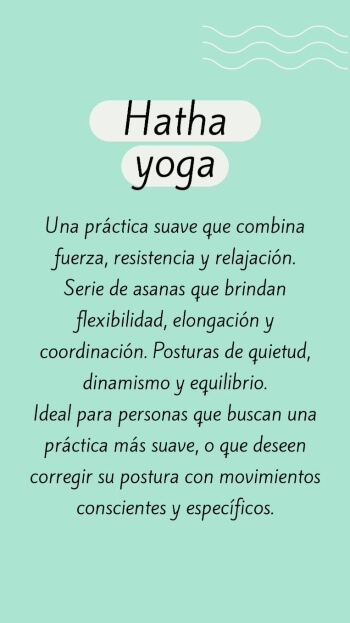 Hatha
yoga
Una práctica suave que combina
fuerza, resistencia y relajación.
Serie de asanas que brindan
flexibilidad, elongación y
coordinación. Posturas de quietud,
dinamismo y equilibrio.
Ideal para personas que buscan una
práctica más suave, o que deseen
corregir su postura con movimientos
conscientes y específicos.